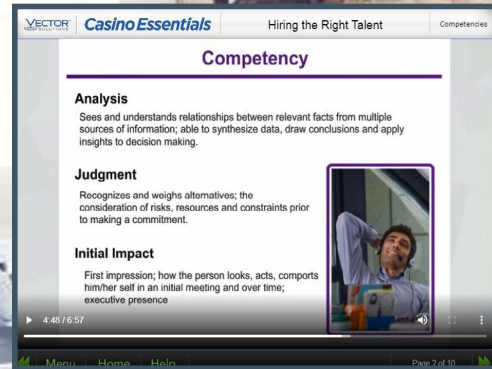 VECTOR SOLUTIONS
Casino Essentials
Hiring the Right Talent
Competencies
Competency
Analysis
Sees and understands relationships between relevant facts from multiple
sources of information; able to synthesize data, draw conclusions and apply
insights to decision making.
Judgment
Recognizes and weighs alternatives; the
consideration of risks, resources and constraints prior
to making a commitment.
Initial Impact
First impression; how the person looks, acts, comports
him/her self in an initial meeting and over time;
executive presence
4:48 / 6:57
Menu Home Help
Page 2 of 10